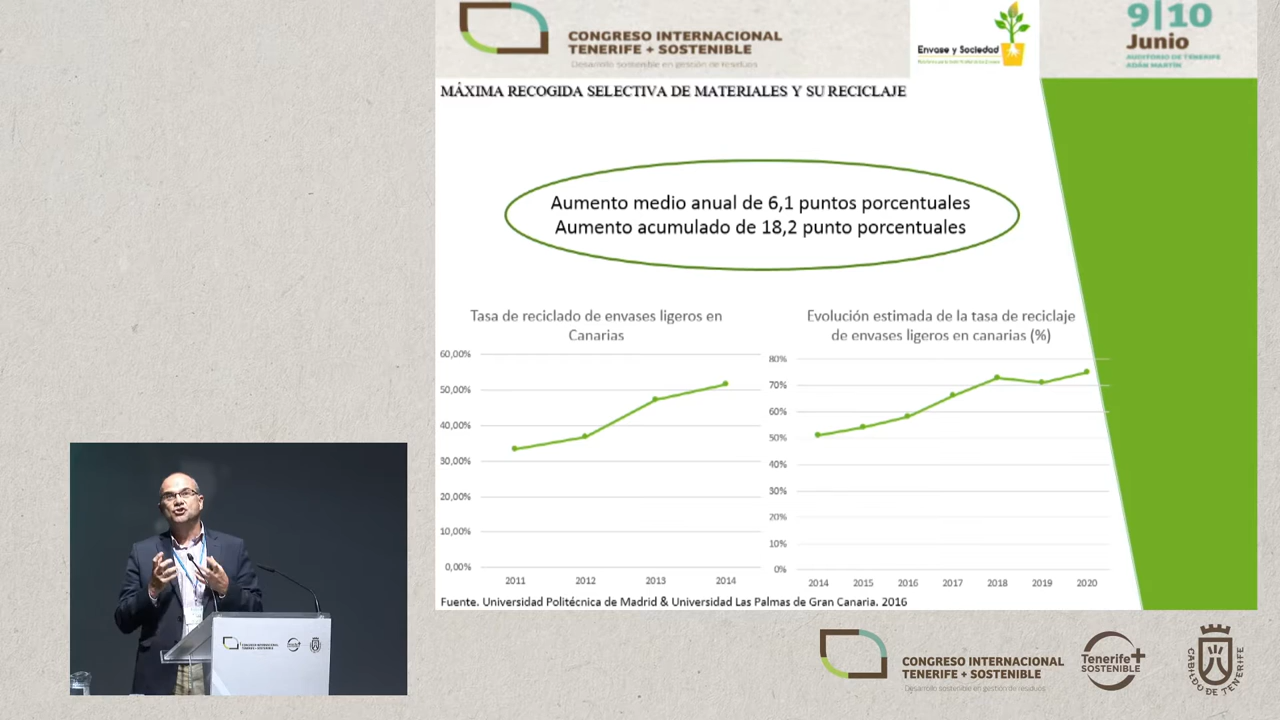 CONGRESO INTERNACIONAL
TENERIFE + SOSTENIBLE
Desarrollo sostenible en gestión de residuos
Envase y Sociedad
9|10
Junio
AUDITORIO DE TENERIFE
ADÁN MARTÍN
MÁXIMA RECOGIDA SELECTIVA DE MATERIALES Y SU RECICLAJE
Aumento medio anual de 6,1 puntos porcentuales
Aumento acumulado de 18,2 punto porcentuales
Tasa de reciclado de envases ligeros en
Canarias
60,00%
50,00%
40,00%
30,00%
20,00%
10,00%
0,00%
2011 2012 2013 2014
Evolución estimada de la tasa de reciclaje
de envases ligeros en canarias (%)
80%
70%
60%
50%
40%
30%
20%
10%
0%
2014 2015 2016 2017 2018 2019 2020
Fuente. Universidad Politécnica de Madrid & Universidad Las Palmas de Gran Canaria. 2016
CONGRESO INTERNACIONAL
TENERIFE + SOSTENIBLE
CONGRESO INTERNACIONAL
TENERIFE + SOSTENIBLE
Desarrollo sostenible en gestión de residuos
Tenerife+
SOSTENIBLE
CABILDO DE TENERIFE